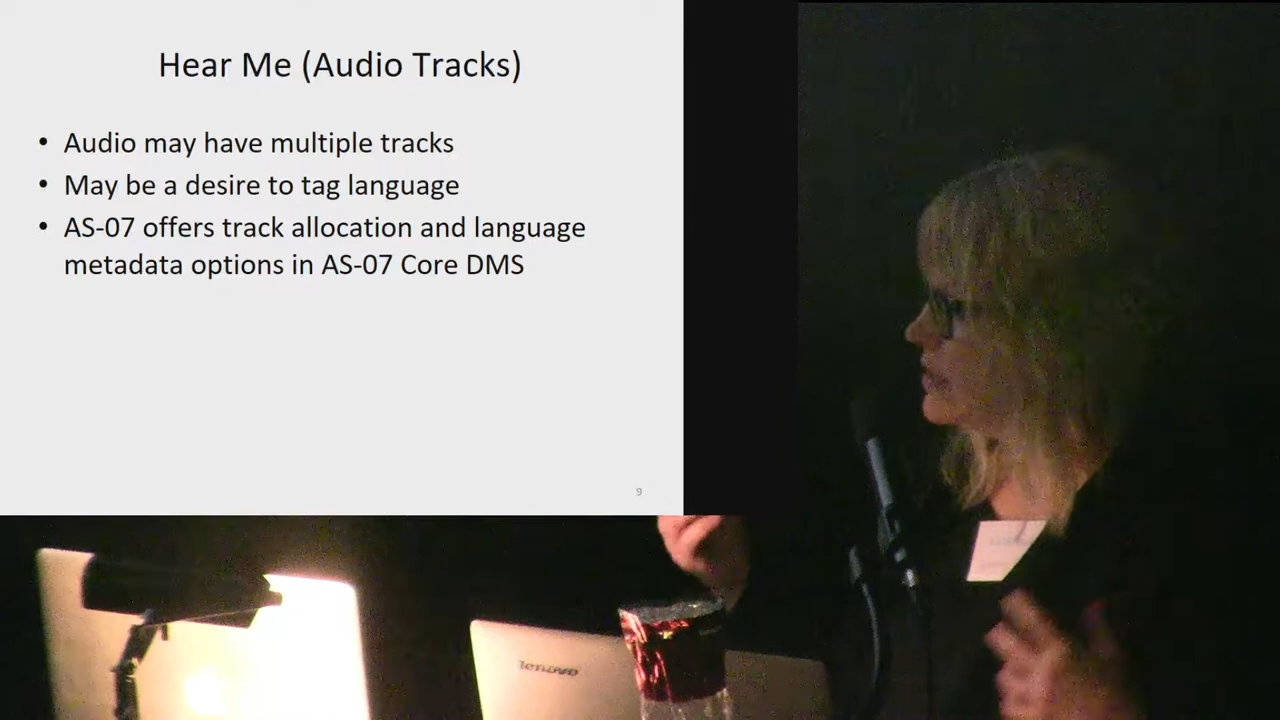 Hear Me (Audio Tracks)
• Audio may have multiple tracks
• May be a desire to tag language
• AS-07 offers track allocation and language
metadata options in AS-07 Core DMS
9
lenovo